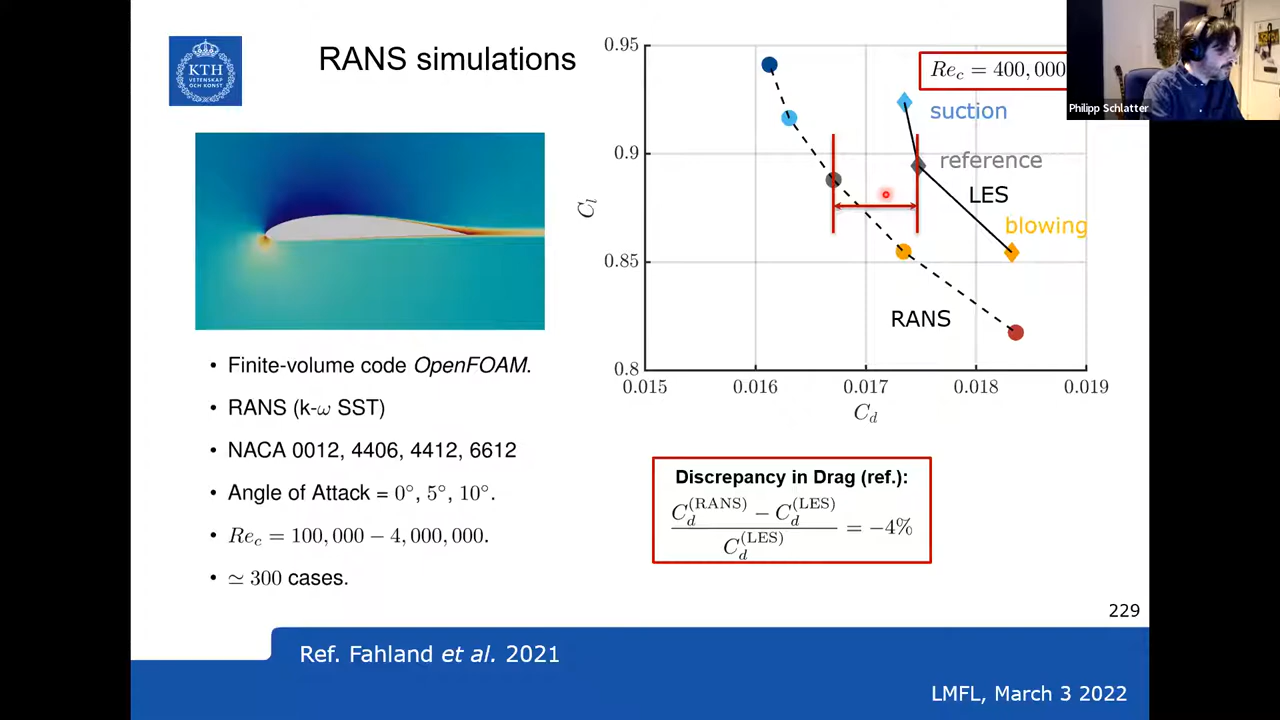 KTH
VETENSKAP
OCH KONST
RANS simulations
Philipp Schlatter
Re_c = 400,000
0.95
0.9
0.85
0.8
C_l
0.015
0.016
0.017
0.018
0.019
C_d
suction
reference
LES
blowing
RANS
• Finite-volume code OpenFOAM.
• RANS (k-ω SST)
• NACA 0012, 4406, 4412, 6612
• Angle of Attack = 0°, 5°, 10°.
• Re_c = 100,000 − 4,000,000.
• ≃ 300 cases.
Discrepancy in Drag (ref.):
C_d^(RANS) − C_d^(LES)
C_d^(LES)
= −4%
229
Ref. Fahland et al. 2021
LMFL, March 3 2022